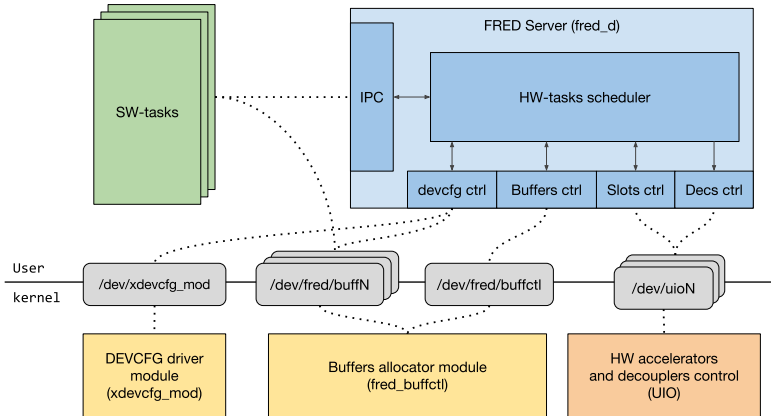 FRED Server (fred_d)
SW-tasks
IPC
HW-tasks scheduler
devcfg ctrl
Buffers ctrl
Slots ctrl
Decs ctrl
User
kernel
/dev/xdevcfg_mod
/dev/fred/buffN
/dev/fred/buffctl
/dev/uioN
DEVCFG driver
module
(xdevcfg_mod)
Buffers allocator module
(fred_buffctl)
HW accelerators
and decouplers control
(UIO)